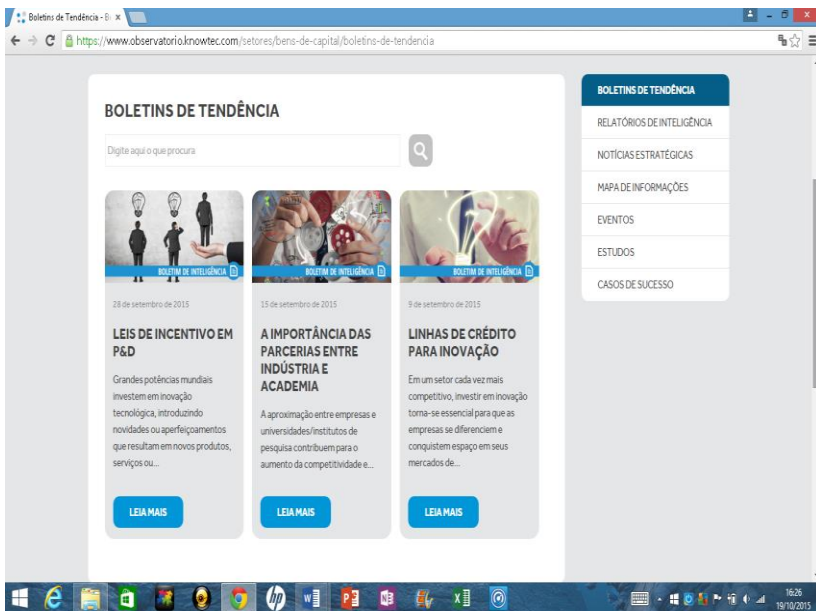 Boletins de Tendência - B
https://www.observatorio.knowtec.com/setores/bens-de-capital/boletins-de-tendencia
BOLETINS DE TENDÊNCIA
Digite aqui o que procura
BOLETIM DE INTELIGÊNCIA
28 de setembro de 2015
LEIS DE INCENTIVO EM
P&D
Grandes potências mundiais
investem em inovação
tecnológica, introduzindo
novidades ou aperfeiçoamentos
que resultam em novos produtos,
serviços ou...
LEIA MAIS
BOLETIM DE INTELIGÊNCIA
15 de setembro de 2015
A IMPORTÂNCIA DAS
PARCERIAS ENTRE
INDÚSTRIA E
ACADEMIA
A aproximação entre empresas e
universidades/institutos de
pesquisa contribuem para o
aumento da competitividade e...
LEIA MAIS
BOLETIM DE INTELIGÊNCIA
9 de setembro de 2015
LINHAS DE CRÉDITO
PARA INOVAÇÃO
Em um setor cada vez mais
competitivo, investir em inovação
torna-se essencial para que as
empresas se diferenciem e
conquistem espaço em seus
mercados de...
LEIA MAIS
BOLETINS DE TENDÊNCIA
RELATÓRIOS DE INTELIGÊNCIA
NOTÍCIAS ESTRATÉGICAS
MAPA DE INFORMAÇÕES
EVENTOS
ESTUDOS
CASOS DE SUCESSO
16:26
19/10/2015